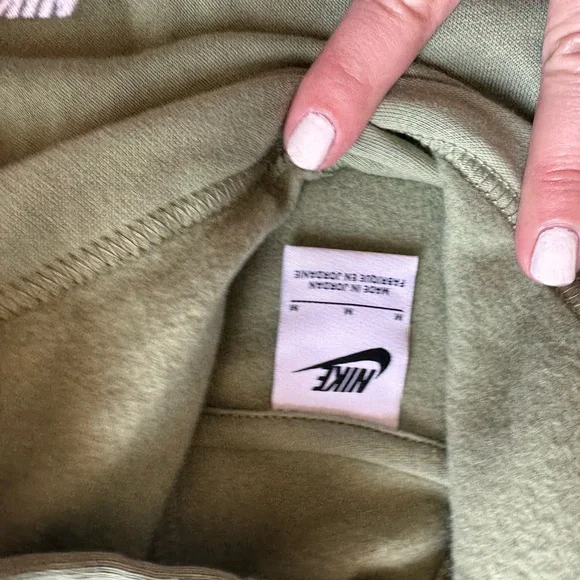 NIKE
M M M
MADE IN JORDAN
FABRIQUE EN JORDANIE